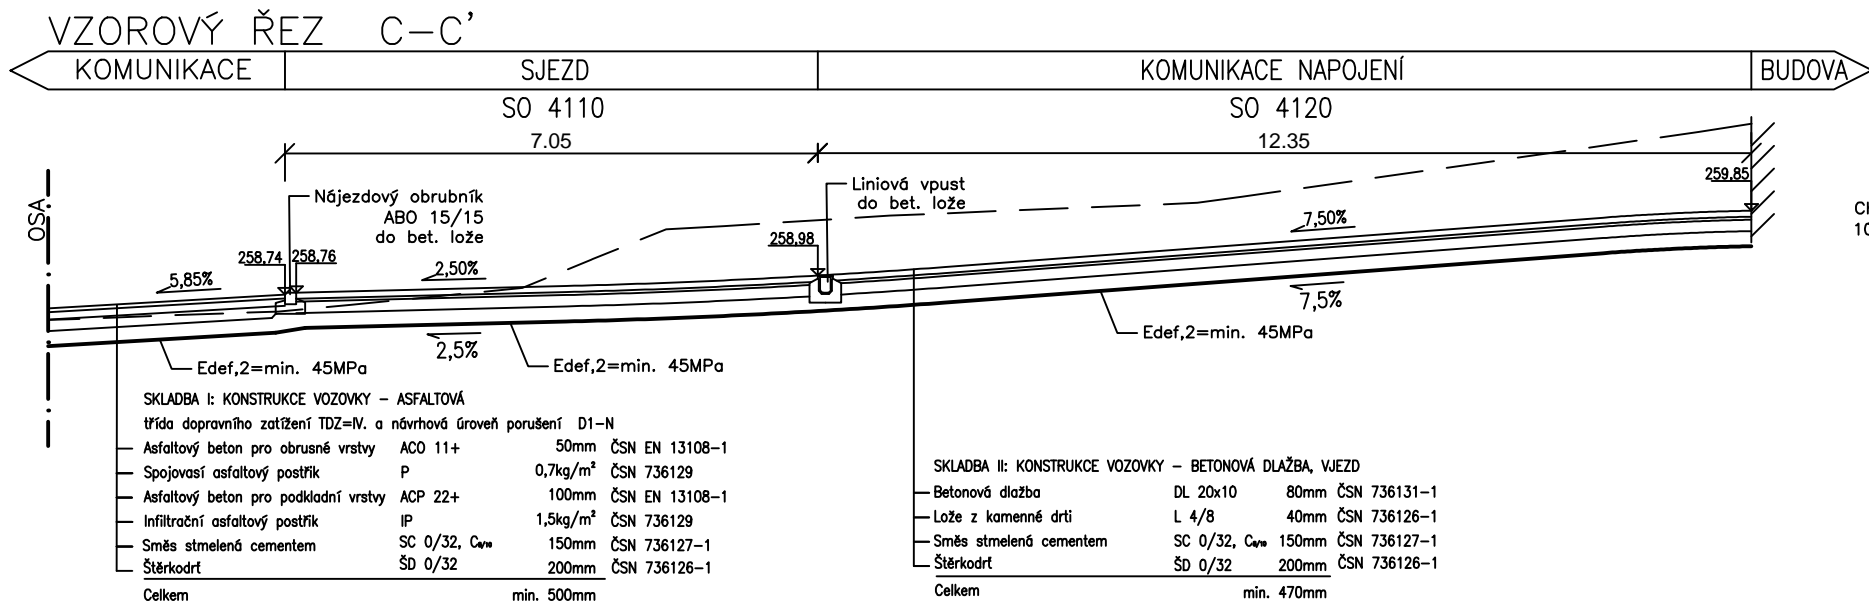 VZOROVÝ ŘEZ C-C'
KOMUNIKACE
SJEZD
KOMUNIKACE NAPOJENÍ
BUDOVA
SO 4110
SO 4120
7.05
12.35
OSA
Nájezdový obrubník
ABO 15/15
do bet. lože
Liniová vpust
do bet. lože
259.85
258.74
258.76
258.98
5,85%
2,50%
7,50%
2,5%
7,5%
Edef,2=min. 45MPa
Edef,2=min. 45MPa
Edef,2=min. 45MPa
SKLADBA I: KONSTRUKCE VOZOVKY – ASFALTOVÁ
třída dopravního zatížení TDZ=IV. a návrhová úroveň porušení D1-N
Asfaltový beton pro obrusné vrstvy ACO 11+ 50mm ČSN EN 13108-1
Spojovasí asfaltový postřik P 0,7kg/m² ČSN 736129
Asfaltový beton pro podkladní vrstvy ACP 22+ 100mm ČSN EN 13108-1
Infiltrační asfaltový postřik IP 1,5kg/m² ČSN 736129
Směs stmelená cementem SC 0/32, 150mm ČSN 736127-1
Štěrkodrť ŠD 0/32 200mm ČSN 736126-1
Celkem min. 500mm
SKLADBA II: KONSTRUKCE VOZOVKY – BETONOVÁ DLAŽBA, VJEZD
Betonová dlažba DL 20x10 80mm ČSN 736131-1
Lože z kamenné drti L 4/8 40mm ČSN 736126-1
Směs stmelená cementem SC 0/32, 150mm ČSN 736127-1
Štěrkodrť ŠD 0/32 200mm ČSN 736126-1
Celkem min. 470mm